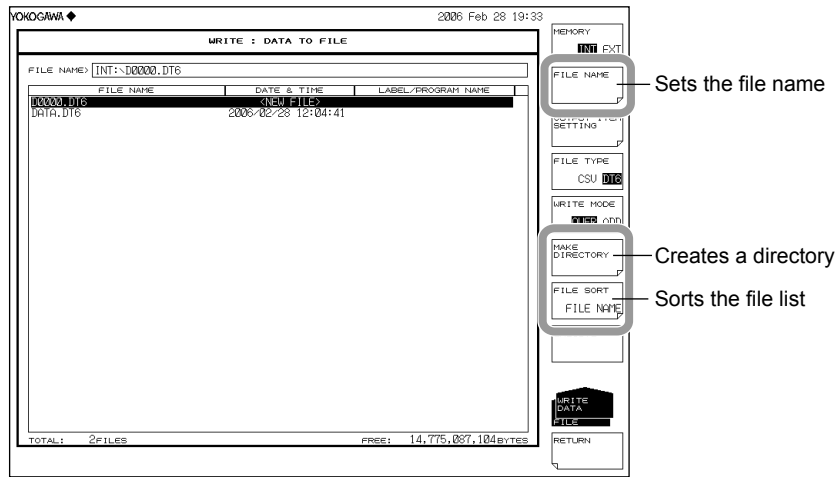 YOKOGAWA ◆
2006 Feb 28 19:33
WRITE : DATA TO FILE
FILE NAME> INT:\D0000.DT6
FILE NAME DATE & TIME LABEL/PROGRAM NAME
D0000.DT6 <NEW FILE>
DATA.DT6 2006/02/28 12:04:41
TOTAL: 2FILES FREE: 14,775,087,104BYTES
MEMORY
INT EXT
FILE NAME
SETTING
FILE TYPE
CSV DT6
WRITE MODE
OVER ADD
MAKE
DIRECTORY
FILE SORT
FILE NAME
WRITE
DATA
FILE
RETURN
Sets the file name
Creates a directory
Sorts the file list